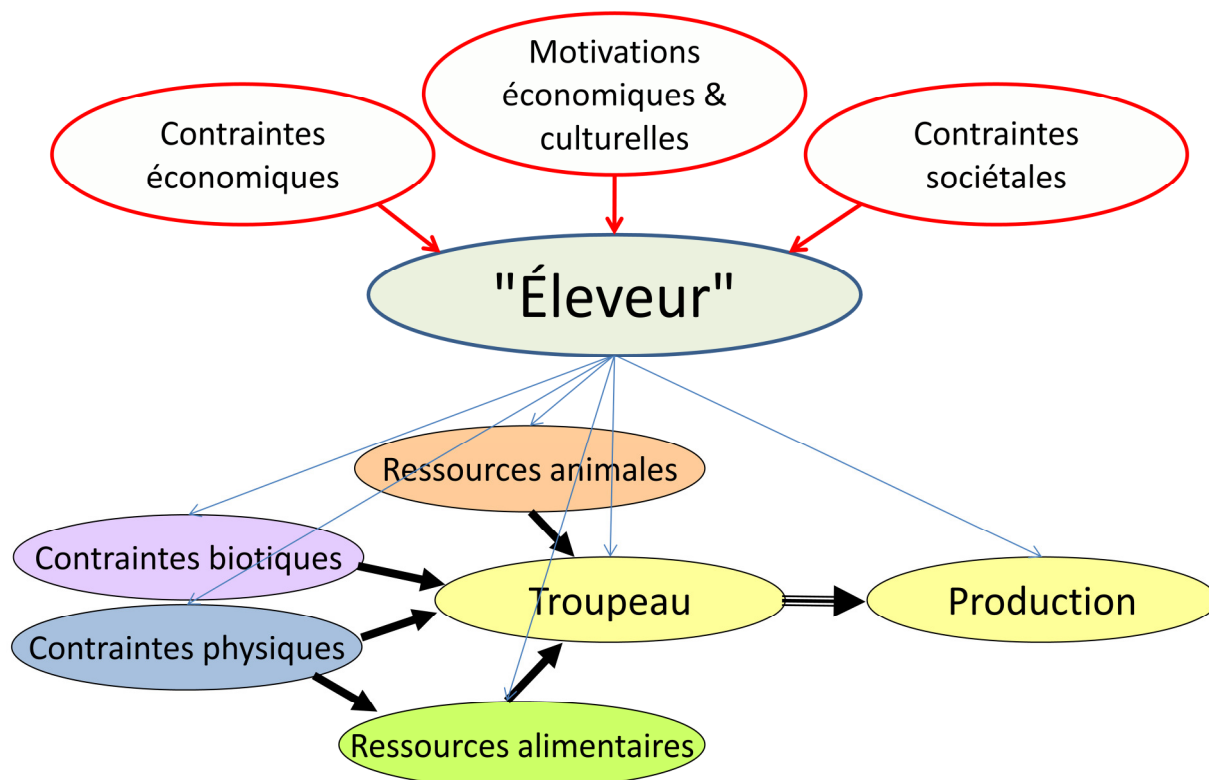 Motivations
économiques &
culturelles
Contraintes
économiques
Contraintes
sociétales
"Éleveur"
Ressources animales
Contraintes biotiques
Troupeau
Production
Contraintes physiques
Ressources alimentaires